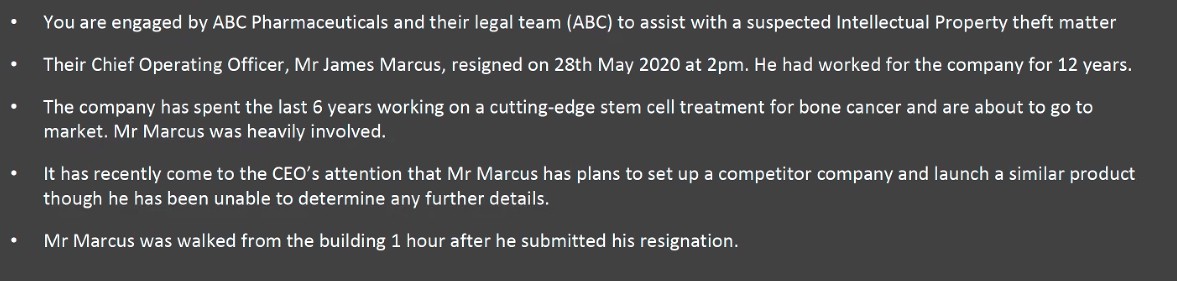 • You are engaged by ABC Pharmaceuticals and their legal team (ABC) to assist with a suspected Intellectual Property theft matter
• Their Chief Operating Officer, Mr James Marcus, resigned on 28th May 2020 at 2pm. He had worked for the company for 12 years.
• The company has spent the last 6 years working on a cutting-edge stem cell treatment for bone cancer and are about to go to
market. Mr Marcus was heavily involved.
• It has recently come to the CEO's attention that Mr Marcus has plans to set up a competitor company and launch a similar product
though he has been unable to determine any further details.
• Mr Marcus was walked from the building 1 hour after he submitted his resignation.